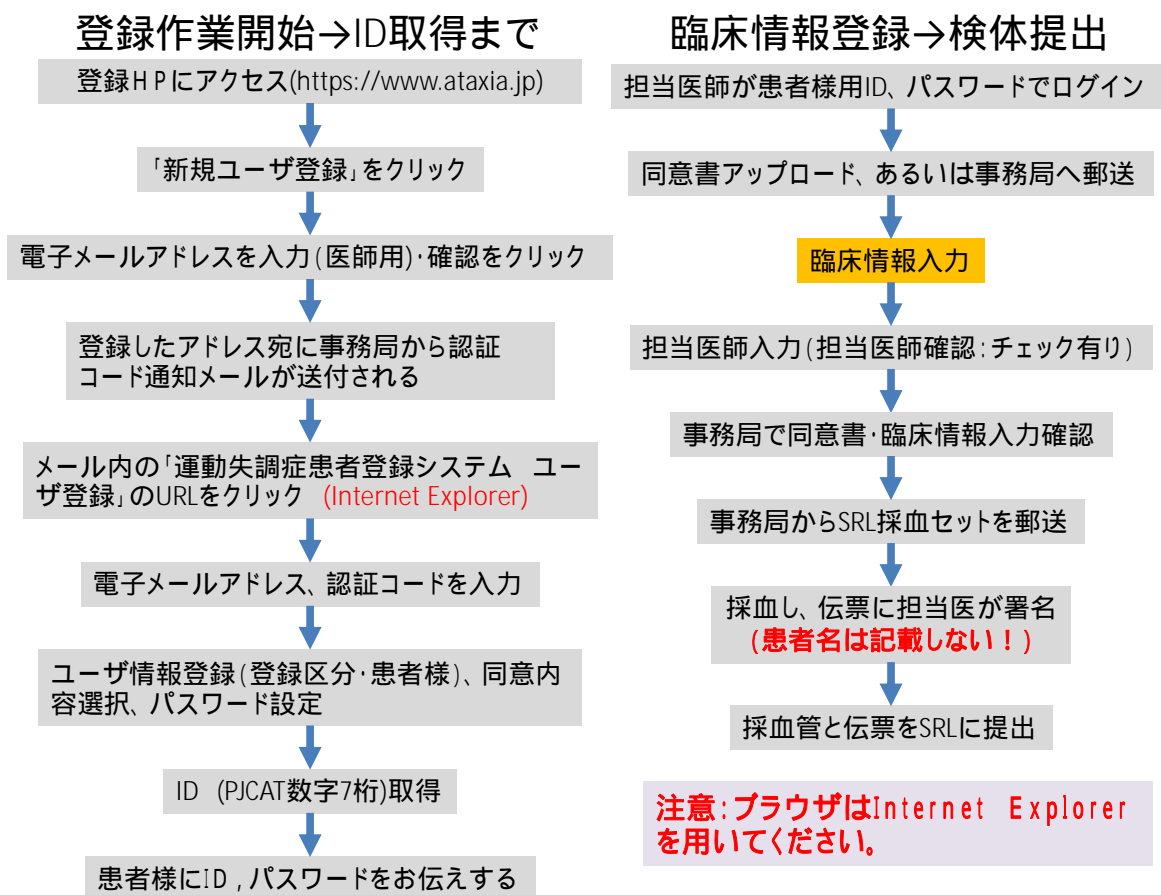 登録作業開始→ID取得まで
登録HPにアクセス(https://www.ataxia.jp)
「新規ユーザ登録」をクリック
電子メールアドレスを入力(医師用)・確認をクリック
登録したアドレス宛に事務局から認証
コード通知メールが送付される
メール内の「運動失調症患者登録システム　ユー
ザ登録」のURLをクリック　(Internet Explorer)
電子メールアドレス、認証コードを入力
ユーザ情報登録(登録区分・患者様)、同意内
容選択、パスワード設定
ID　(PJCAT数字7桁)取得
患者様にID，パスワードをお伝えする
臨床情報登録→検体提出
担当医師が患者様用ID、パスワードでログイン
同意書アップロード、あるいは事務局へ郵送
臨床情報入力
担当医師入力(担当医師確認：チェック有り)
事務局で同意書・臨床情報入力確認
事務局からSRL採血セットを郵送
採血し、伝票に担当医が署名
(患者名は記載しない！)
採血管と伝票をSRLに提出
注意：ブラウザはInternet　Explorer
を用いてください。